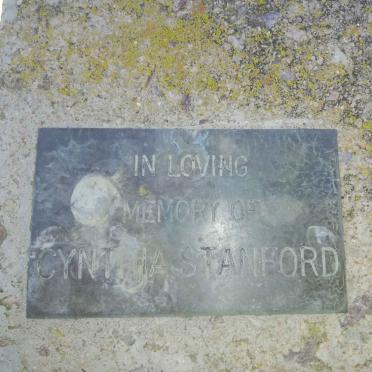 IN LOVING
MEMORY OF
CYNTHIA STANFORD